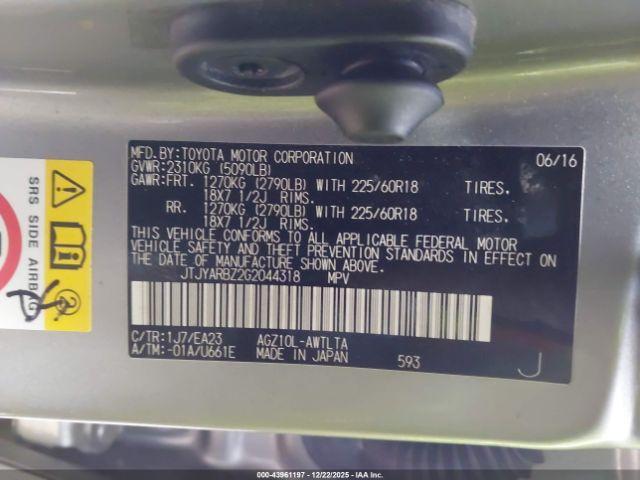 MFD.BY:TOYOTA MOTOR CORPORATION 06/16
GVWR:2310KG (5090LB)
GAWR:FRT. 1270KG (2790LB) WITH 225/60R18 TIRES.
18X7 1/2J RIMS.
RR. 1270KG (2790LB) WITH 225/60R18 TIRES.
18X7 1/2J RIMS.
THIS VEHICLE CONFORMS TO ALL APPLICABLE FEDERAL MOTOR
VEHICLE SAFETY AND THEFT PREVENTION STANDARDS IN EFFECT ON
THE DATE OF MANUFACTURE SHOWN ABOVE.
JTJYARBZ2G2044318 MPV
C/TR:1J7/EA23 AGZ10L-AWTLTA
A/TM:-01A/U661E MADE IN JAPAN 593 J
SRS SIDE AIRBAG
000-43961197 - 12/22/2025 - IAAI.COM